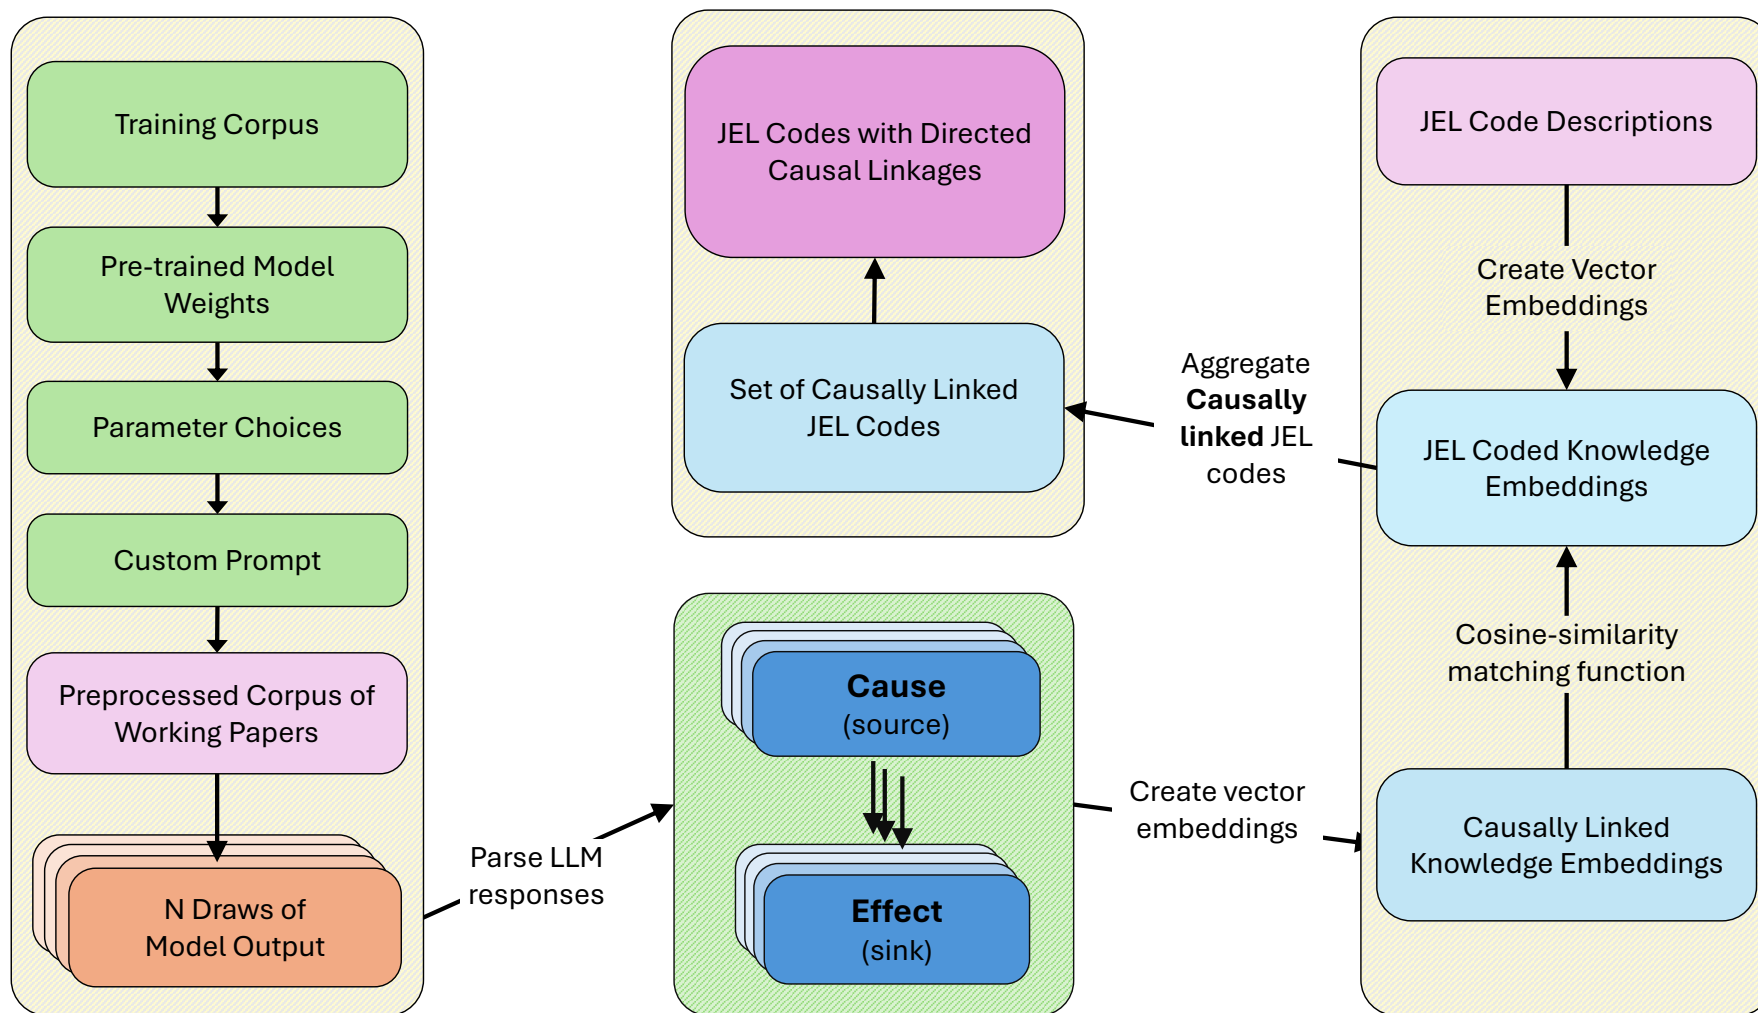 Training Corpus
Pre-trained Model
Weights
Parameter Choices
Custom Prompt
Preprocessed Corpus of
Working Papers
N Draws of
Model Output
Parse LLM
responses
JEL Codes with Directed
Causal Linkages
Set of Causally Linked
JEL Codes
Cause
(source)
Effect
(sink)
Aggregate
Causally
linked JEL
codes
Create vector
embeddings
JEL Code Descriptions
Create Vector
Embeddings
JEL Coded Knowledge
Embeddings
Cosine-similarity
matching function
Causally Linked
Knowledge Embeddings